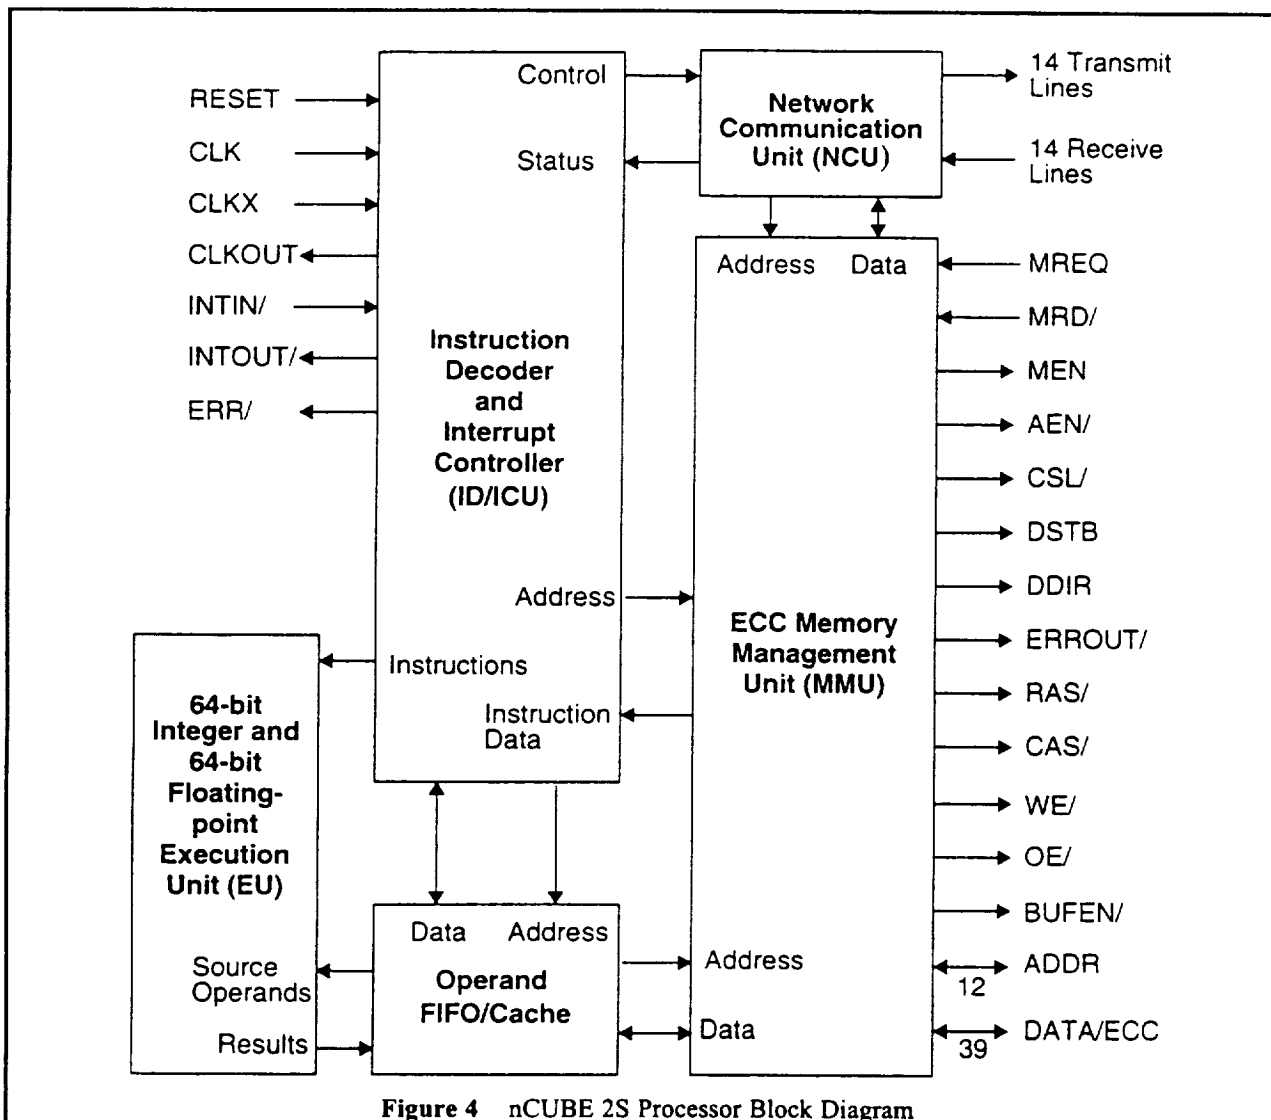 RESET
CLK
CLKX
CLKOUT
INTIN/
INTOUT/
ERR/
Control
Status
Instruction
Decoder
and
Interrupt
Controller
(ID/ICU)
Address
Instructions
Instruction
Data
Network
Communication
Unit (NCU)
14 Transmit
Lines
14 Receive
Lines
Address Data
ECC Memory
Management
Unit (MMU)
Address
Data
MREQ
MRD/
MEN
AEN/
CSL/
DSTB
DDIR
ERROUT/
RAS/
CAS/
WE/
OE/
BUFEN/
ADDR
12
DATA/ECC
39
64-bit
Integer and
64-bit
Floating-
point
Execution
Unit (EU)
Source
Operands
Results
Data Address
Operand
FIFO/Cache
Figure 4 nCUBE 2S Processor Block Diagram